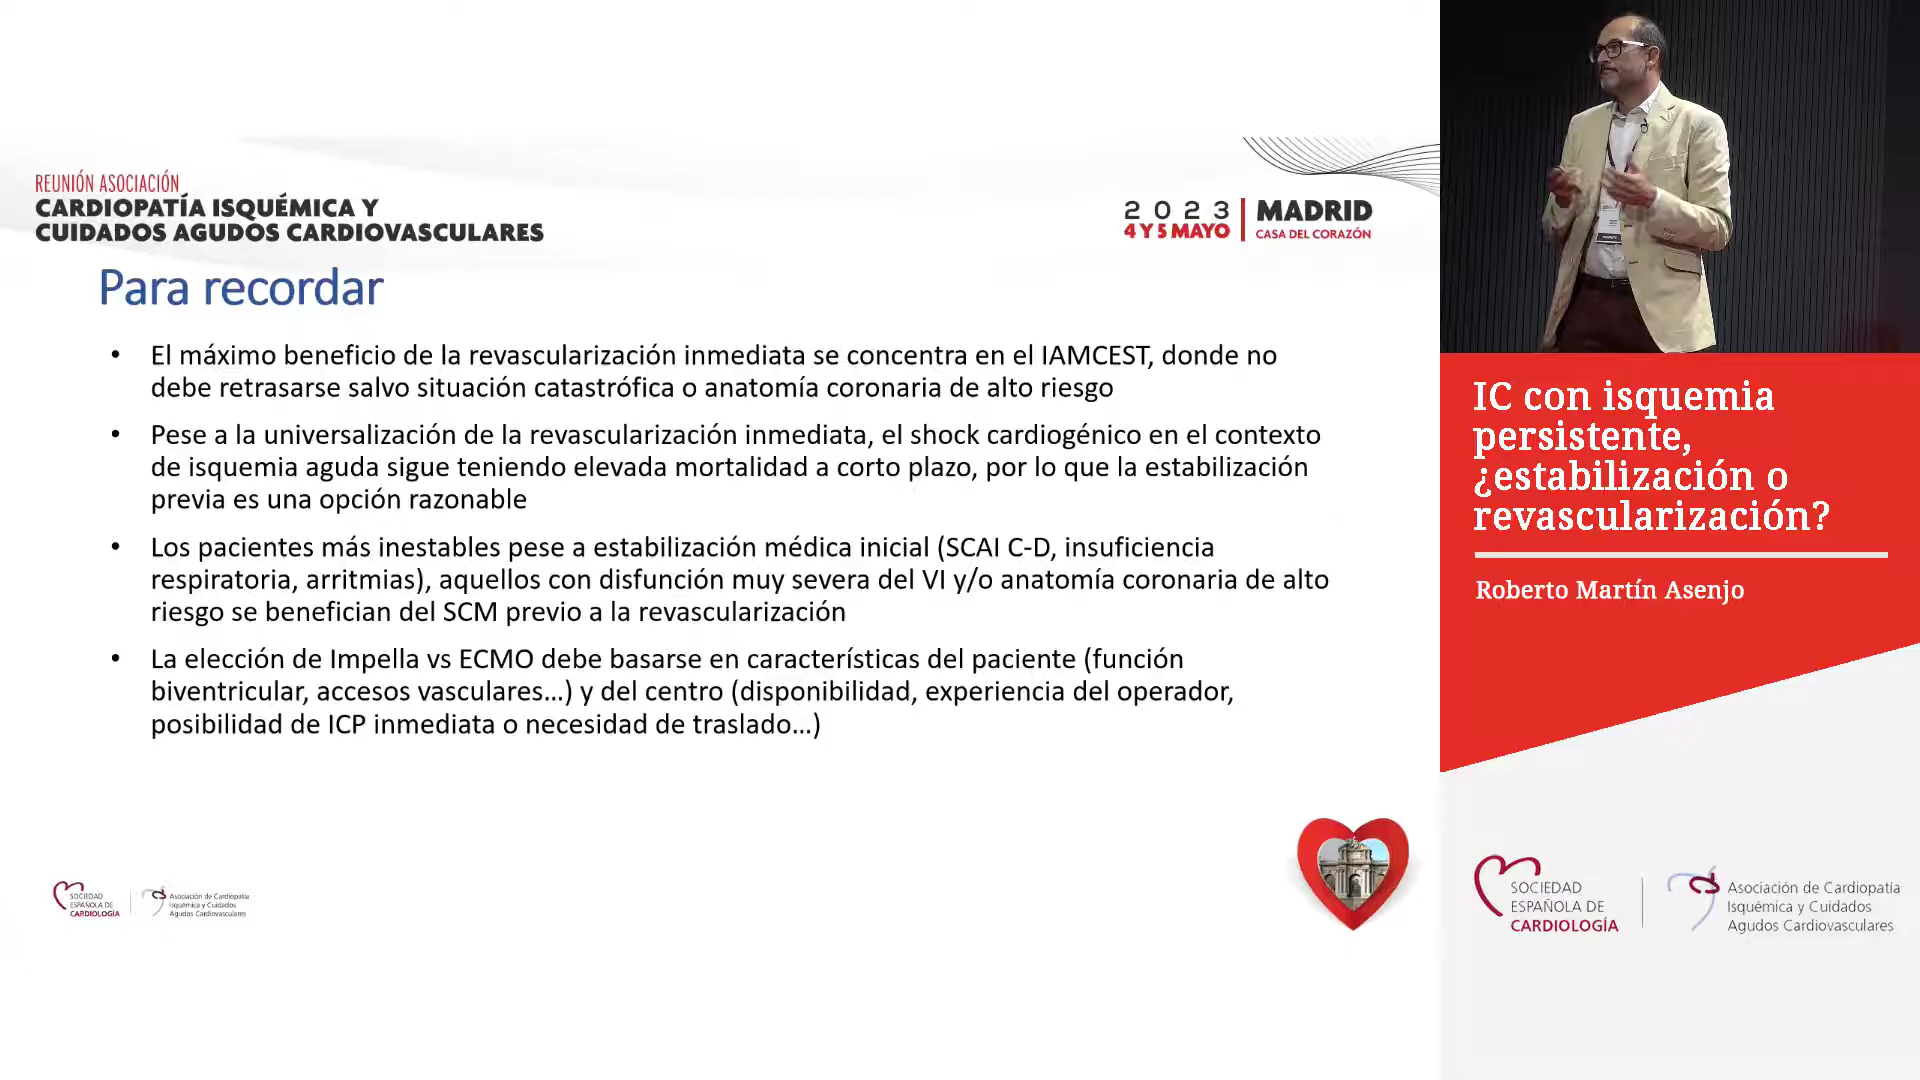 REUNIÓN ASOCIACIÓN
CARDIOPATÍA ISQUÉMICA Y
CUIDADOS AGUDOS CARDIOVASCULARES
2023
4 Y 5 MAYO
MADRID
CASA DEL CORAZÓN
Para recordar
• El máximo beneficio de la revascularización inmediata se concentra en el IAMCEST, donde no
debe retrasarse salvo situación catastrófica o anatomía coronaria de alto riesgo
• Pese a la universalización de la revascularización inmediata, el shock cardiogénico en el contexto
de isquemia aguda sigue teniendo elevada mortalidad a corto plazo, por lo que la estabilización
previa es una opción razonable
• Los pacientes más inestables pese a estabilización médica inicial (SCAI C-D, insuficiencia
respiratoria, arritmias), aquellos con disfunción muy severa del VI y/o anatomía coronaria de alto
riesgo se benefician del SCM previo a la revascularización
• La elección de Impella vs ECMO debe basarse en características del paciente (función
biventricular, accesos vasculares...) y del centro (disponibilidad, experiencia del operador,
posibilidad de ICP inmediata o necesidad de traslado...)
SOCIEDAD
ESPAÑOLA DE
CARDIOLOGÍA
Asociación de Cardiopatía
Isquémica y Cuidados
Agudos Cardiovasculares
IC con isquemia
persistente,
¿estabilización o
revascularización?
Roberto Martín Asenjo
SOCIEDAD
ESPAÑOLA DE
CARDIOLOGÍA
Asociación de Cardiopatía
Isquémica y Cuidados
Agudos Cardiovasculares